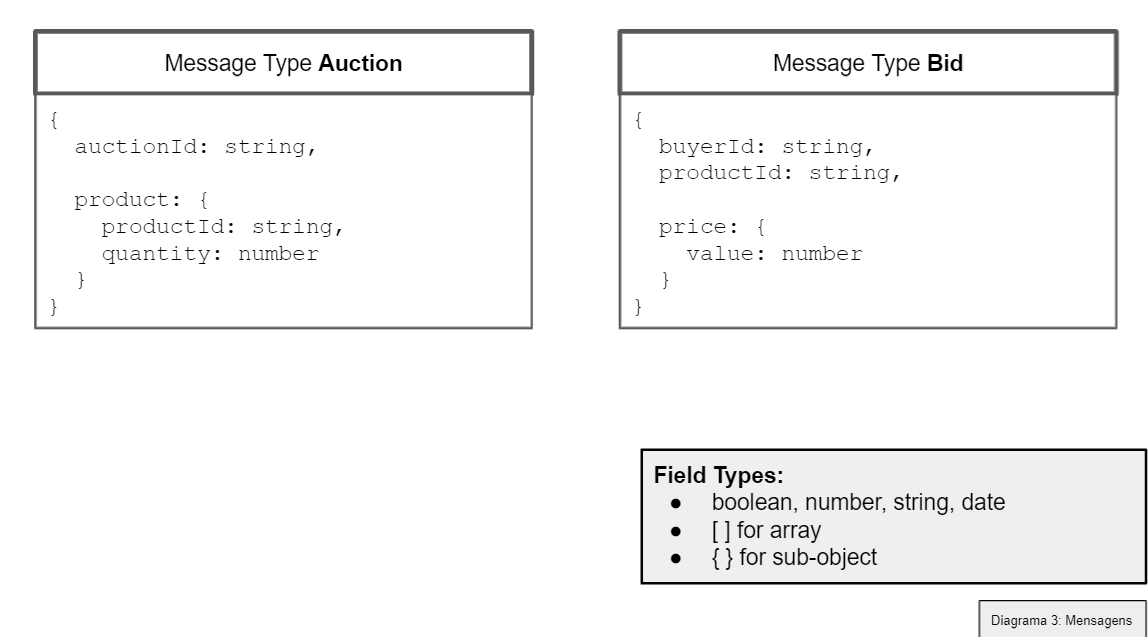 Message Type Auction
{
auctionId: string,
product: {
productId: string,
quantity: number
}
}
Message Type Bid
{
buyerId: string,
productId: string,
price: {
value: number
}
}
Field Types:
● boolean, number, string, date
● [ ] for array
● { } for sub-object
Diagrama 3: Mensagens